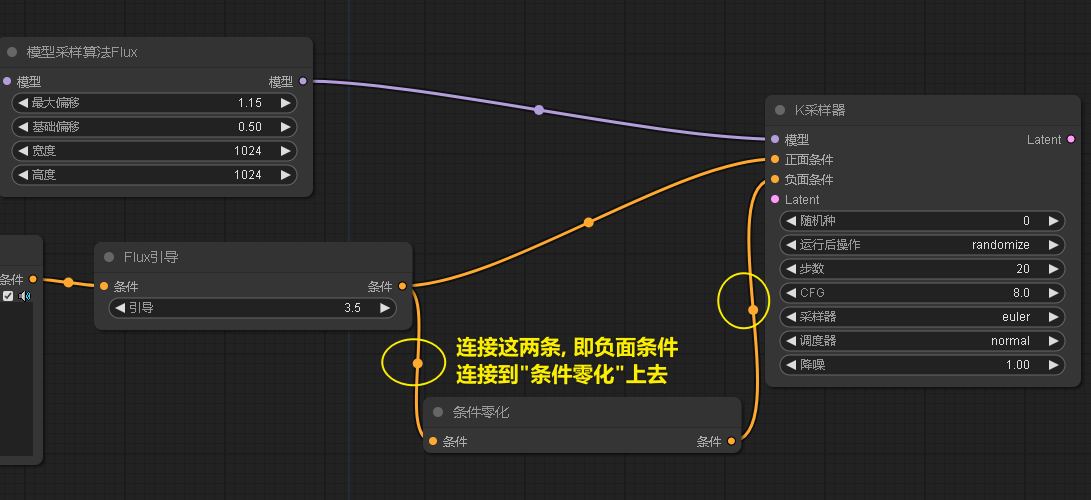 模型采样算法Flux
模型 模型
最大偏移 1.15
基础偏移 0.50
宽度 1024
高度 1024
K采样器
模型 Latent
正面条件
负面条件
Latent
随机种 0
运行后操作 randomize
步数 20
CFG 8.0
采样器 euler
调度器 normal
降噪 1.00
条件
Flux引导
条件 条件
引导 3.5
连接这两条, 即负面条件
连接到"条件零化"上去
条件零化
条件 条件